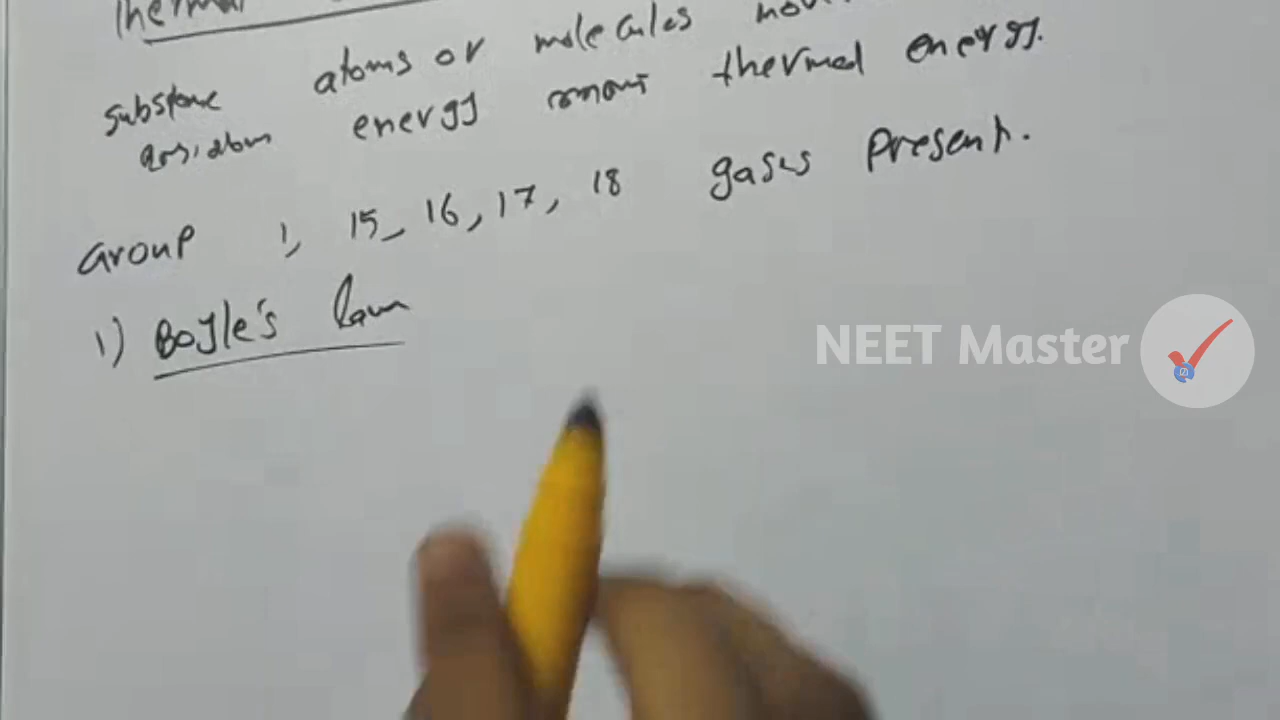 Thermal
substance atoms or molecules
energy thermal energy.
Group 1, 15, 16, 17, 18 gases present.
1) Boyle's law
NEET Master